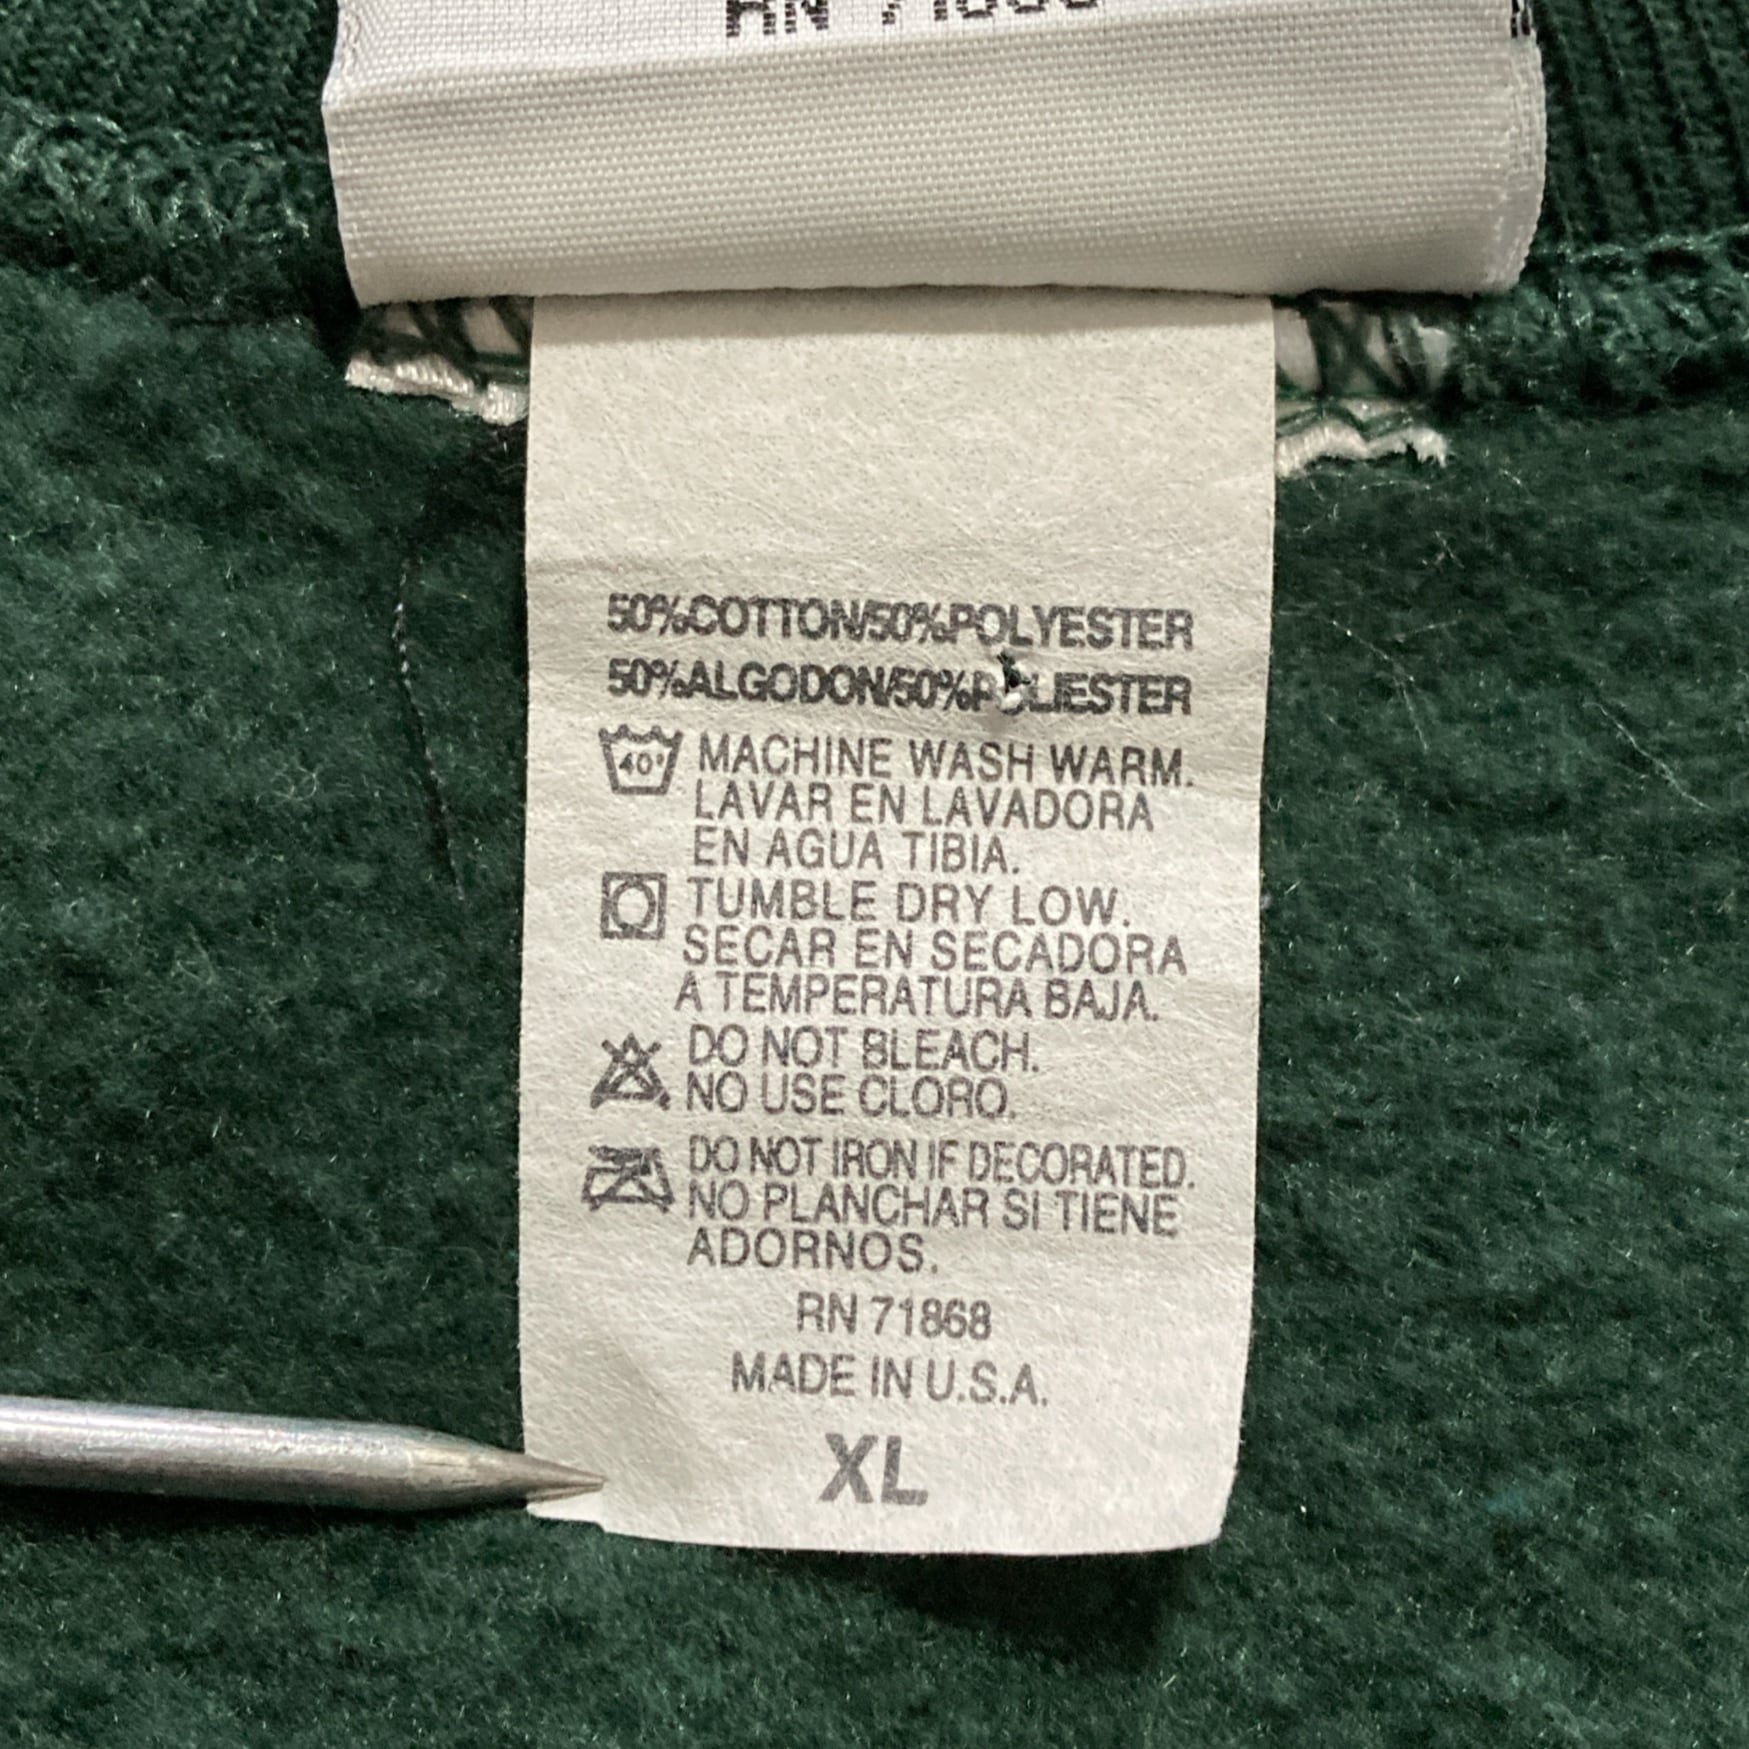 50%COTTON/50%POLYESTER
50%ALGODON/50%POLIESTER
40° MACHINE WASH WARM.
LAVAR EN LAVADORA
EN AGUA TIBIA.
TUMBLE DRY LOW.
SECAR EN SECADORA
A TEMPERATURA BAJA.
DO NOT BLEACH.
NO USE CLORO.
DO NOT IRON IF DECORATED.
NO PLANCHAR SI TIENE
ADORNOS.
RN 71868
MADE IN U.S.A.
XL